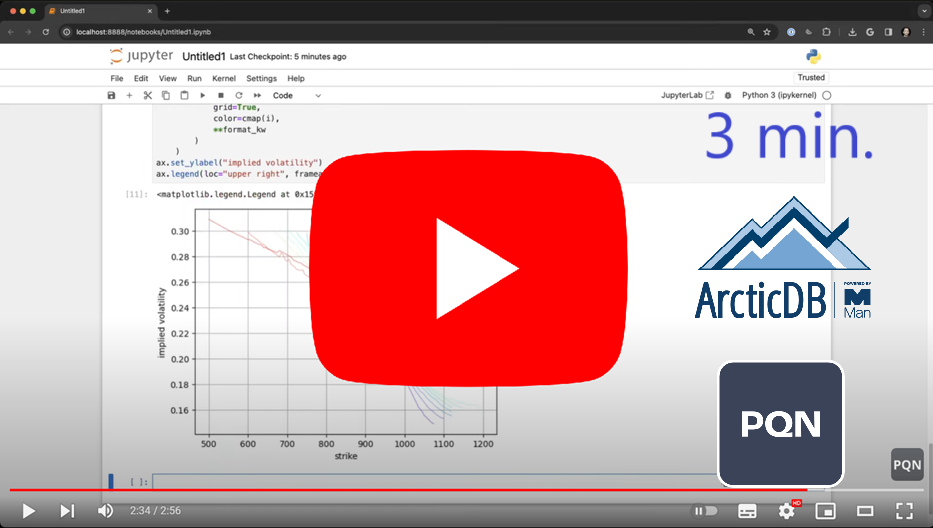 Untitled1
localhost:8888/notebooks/Untitled1.ipynb
jupyter Untitled1 Last Checkpoint: 5 minutes ago
File Edit View Run Kernel Settings Help
Trusted
Code
JupyterLab
Python 3 (ipykernel)
grid=True,
color=cmap(i),
**format_kw
)
)
ax.set_ylabel("implied volatility")
ax.legend(loc="upper right",
3 min.
[11]:
<matplotlib.legend.Legend at
0.30
0.28
0.26
0.24
0.22
0.20
0.18
0.16
implied volatility
500 600 700 800 900 1000 1100 1200
strike
ArcticDB
POWERED BY
M
Man
PQN
PQN
[ ]:
2:34 / 2:56
HD